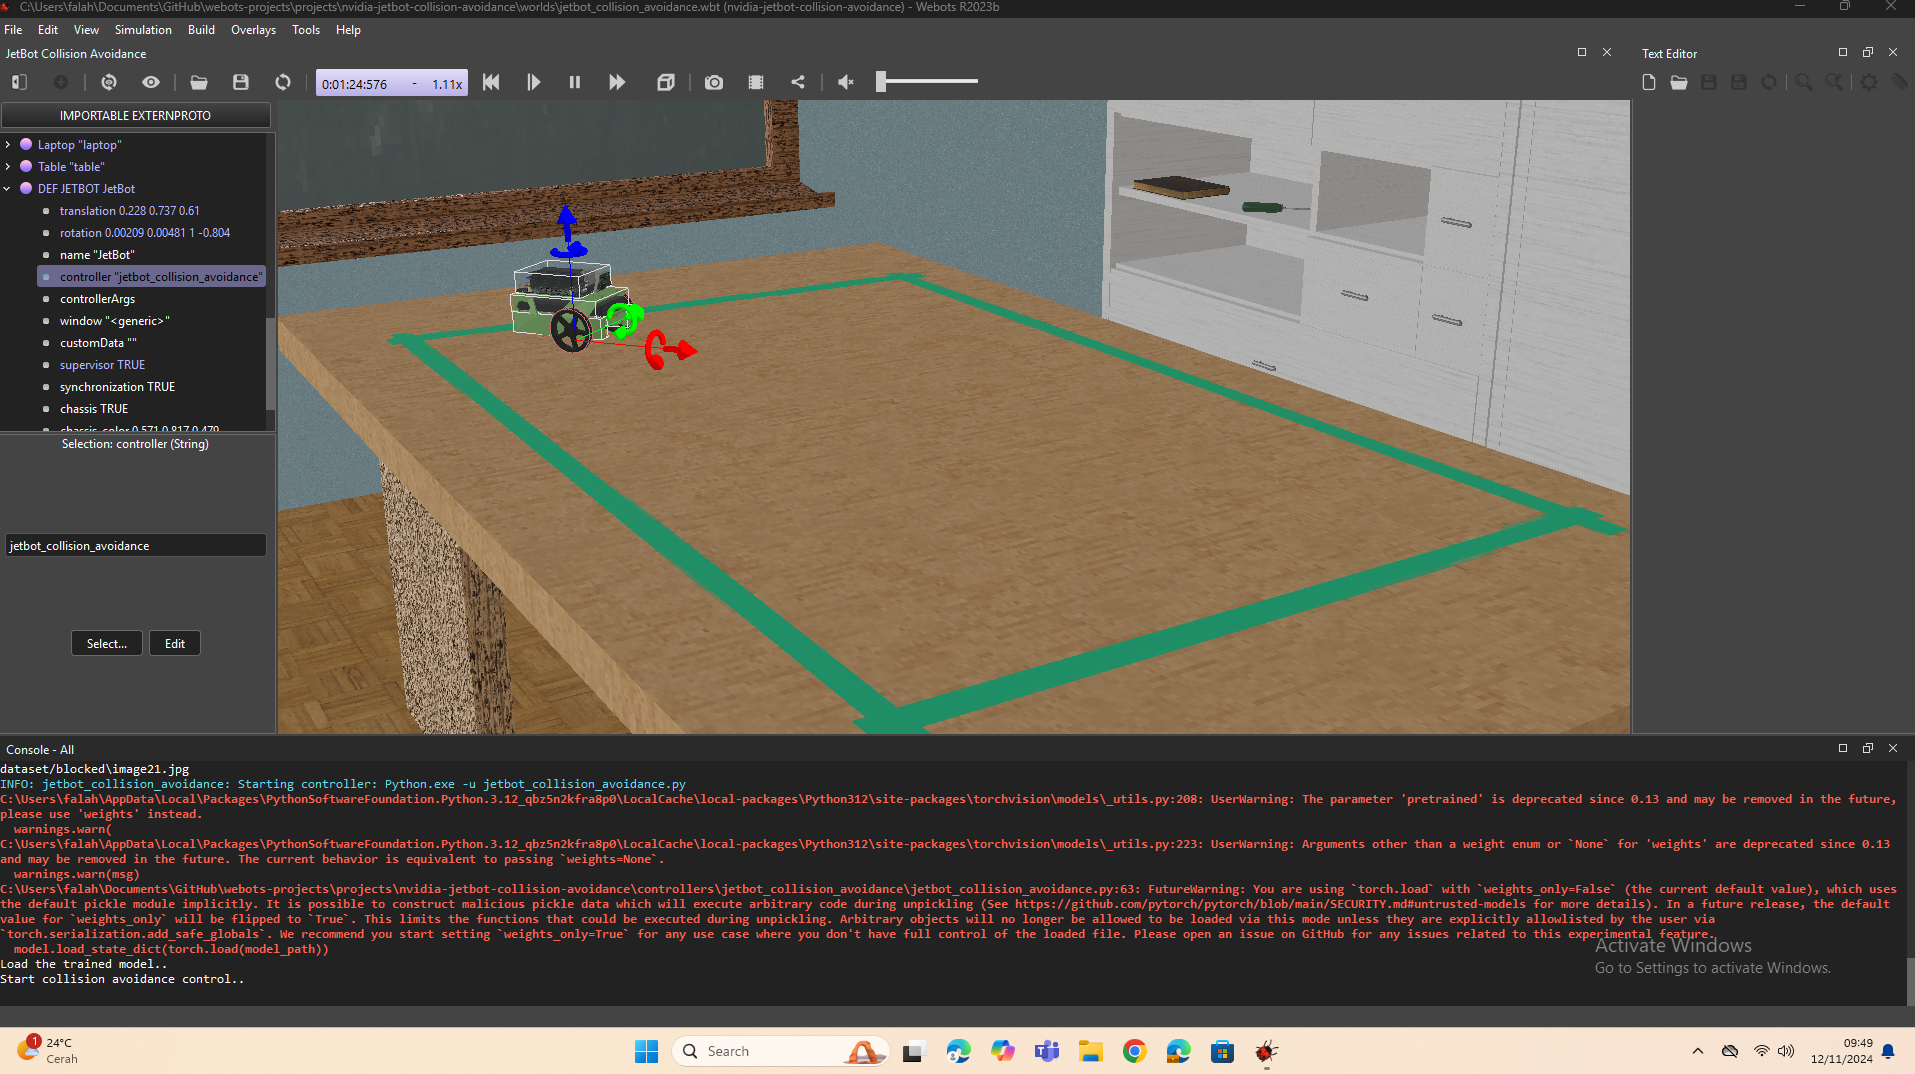 C:\Users\falah\Documents\GitHub\webots-projects\projects\nvidia-jetbot-collision-avoidance\worlds\jetbot_collision_avoidance.wbt (nvidia-jetbot-collision-avoidance) - Webots R2023b
File Edit View Simulation Build Overlays Tools Help
JetBot Collision Avoidance
Text Editor
0:01:24:576 - 1.11x
IMPORTABLE EXTERNPROTO
Laptop "laptop"
Table "table"
DEF JETBOT JetBot
translation 0.228 0.737 0.61
rotation 0.00209 0.00481 1 -0.804
name "JetBot"
controller "jetbot_collision_avoidance"
controllerArgs
window "<generic>"
customData ""
supervisor TRUE
synchronization TRUE
chassis TRUE
chassis_color 0.571 0.817 0.479
Selection: controller (String)
jetbot_collision_avoidance
Select... Edit
Console - All
dataset/blocked\image21.jpg
INFO: jetbot_collision_avoidance: Starting controller: Python.exe -u jetbot_collision_avoidance.py
C:\Users\falah\AppData\Local\Packages\PythonSoftwareFoundation.Python.3.12_qbz5n2kfra8p0\LocalCache\local-packages\Python312\site-packages\torchvision\models\_utils.py:208: UserWarning: The parameter 'pretrained' is deprecated since 0.13 and may be removed in the future,
please use 'weights' instead.
warnings.warn(
C:\Users\falah\AppData\Local\Packages\PythonSoftwareFoundation.Python.3.12_qbz5n2kfra8p0\LocalCache\local-packages\Python312\site-packages\torchvision\models\_utils.py:223: UserWarning: Arguments other than a weight enum or `None` for 'weights' are deprecated since 0.13
and may be removed in the future. The current behavior is equivalent to passing `weights=None`.
warnings.warn(msg)
C:\Users\falah\Documents\GitHub\webots-projects\projects\nvidia-jetbot-collision-avoidance\controllers\jetbot_collision_avoidance\jetbot_collision_avoidance.py:63: FutureWarning: You are using `torch.load` with `weights_only=False` (the current default value), which uses
the default pickle module implicitly. It is possible to construct malicious pickle data which will execute arbitrary code during unpickling (See https://github.com/pytorch/pytorch/blob/main/SECURITY.md#untrusted-models for more details). In a future release, the default
value for `weights_only` will be flipped to `True`. This limits the functions that could be executed during unpickling. Arbitrary objects will no longer be allowed to be loaded via this mode unless they are explicitly allowlisted by the user via
`torch.serialization.add_safe_globals`. We recommend you start setting `weights_only=True` for any use case where you don't have full control of the loaded file. Please open an issue on GitHub for any issues related to this experimental feature.
model.load_state_dict(torch.load(model_path))
Load the trained model..
Start collision avoidance control..
Activate Windows
Go to Settings to activate Windows.
1
24°C
Cerah
Search
09:49
12/11/2024